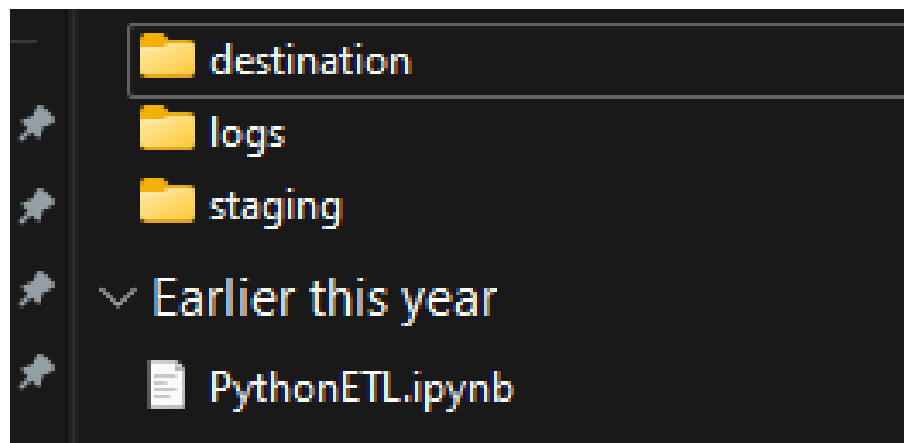 destination
logs
staging
Earlier this year
PythonETL.ipynb